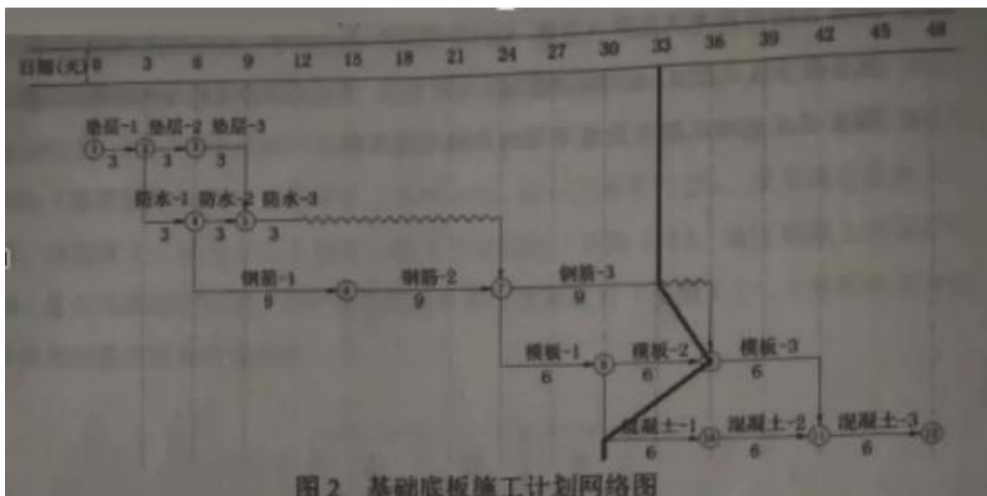 日期(天) 0 3 6 9 12 15 18 21 24 27 30 33 36 39 42 45 48
垫层-1 垫层-2 垫层-3
1 2 3
3 3 3
防水-1 防水-2 防水-3
4 5
3 3 3
钢筋-1 钢筋-2 钢筋-3
6 7
9 9 9
模板-1 模板-2 模板-3
6 6 6
混凝土-1 混凝土-2 混凝土-3
10 11 12
6 6 6
图2 基础底板施工计划网络图